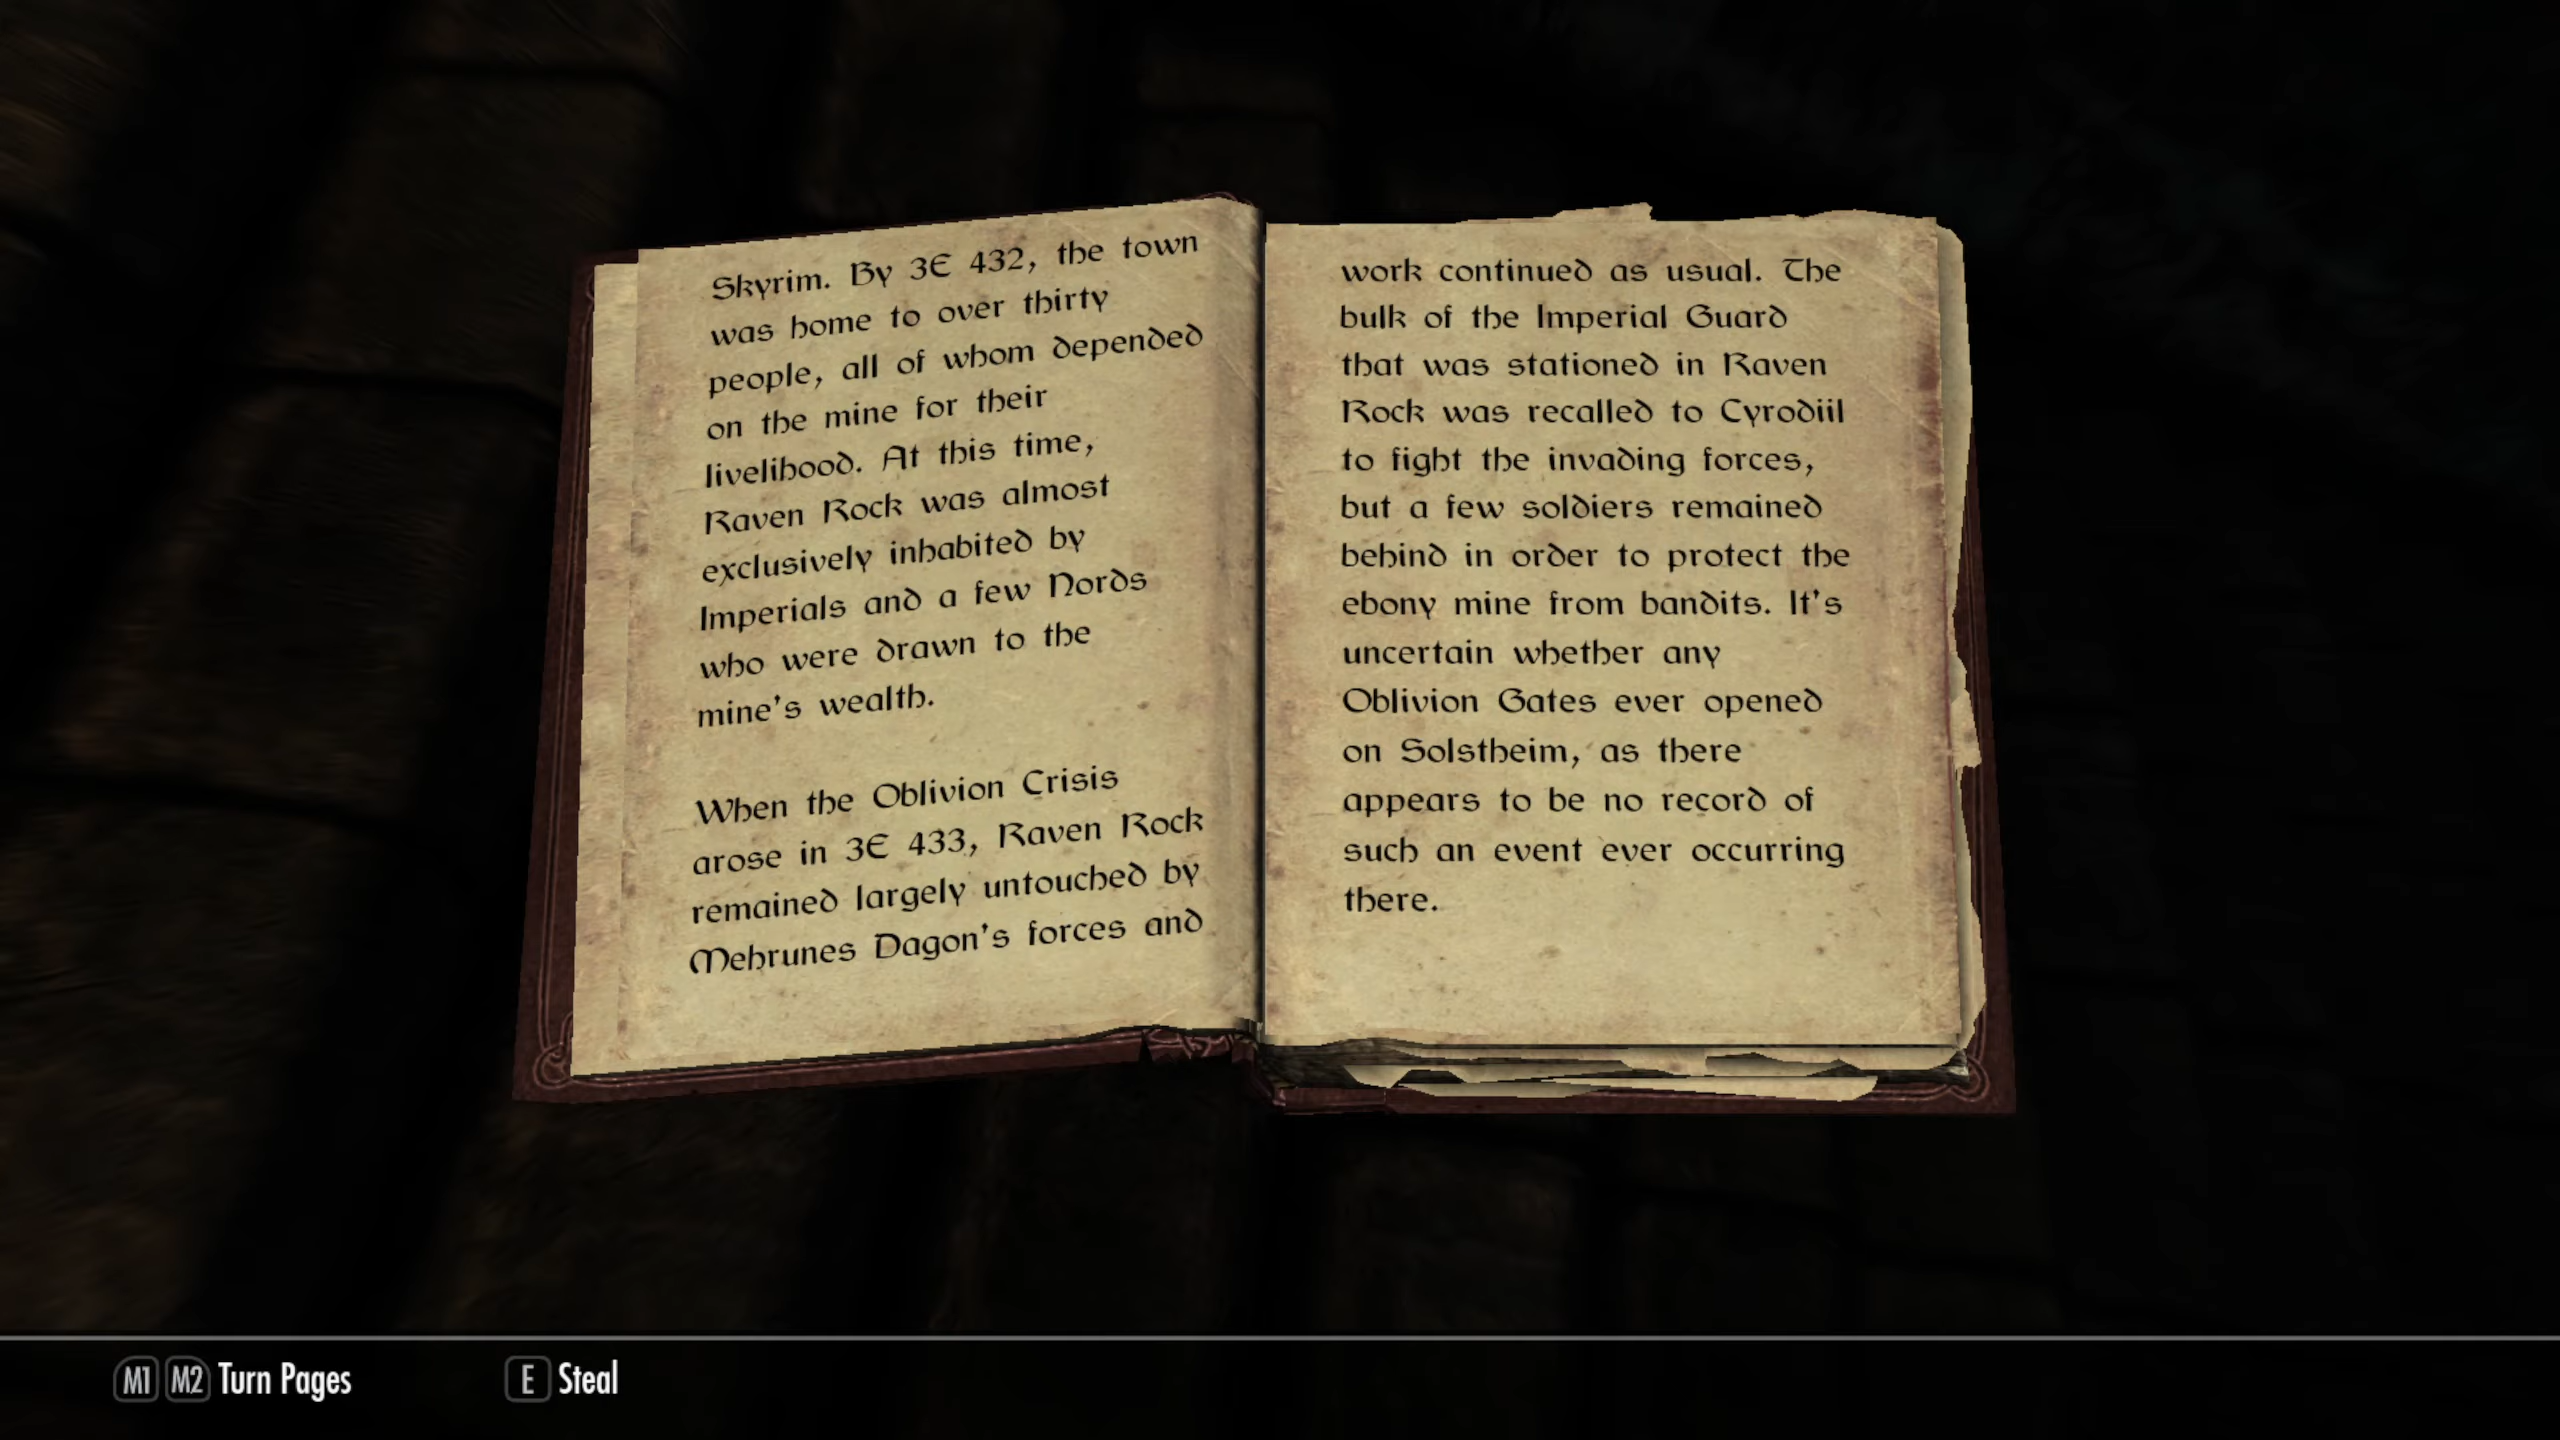 Skyrim. By 3E 432, the town
was home to over thirty
people, all of whom depended
on the mine for their
livelihood. At this time,
Raven Rock was almost
exclusively inhabited by
Imperials and a few Nords
who were drawn to the
mine's wealth.
When the Oblivion Crisis
arose in 3E 433, Raven Rock
remained largely untouched by
Mehrunes Dagon's forces and
work continued as usual. The
bulk of the Imperial Guard
that was stationed in Raven
Rock was recalled to Cyrodiil
to fight the invading forces,
but a few soldiers remained
behind in order to protect the
ebony mine from bandits. It's
uncertain whether any
Oblivion Gates ever opened
on Solstheim, as there
appears to be no record of
such an event ever occurring
there.
M1 M2 Turn Pages
E Steal